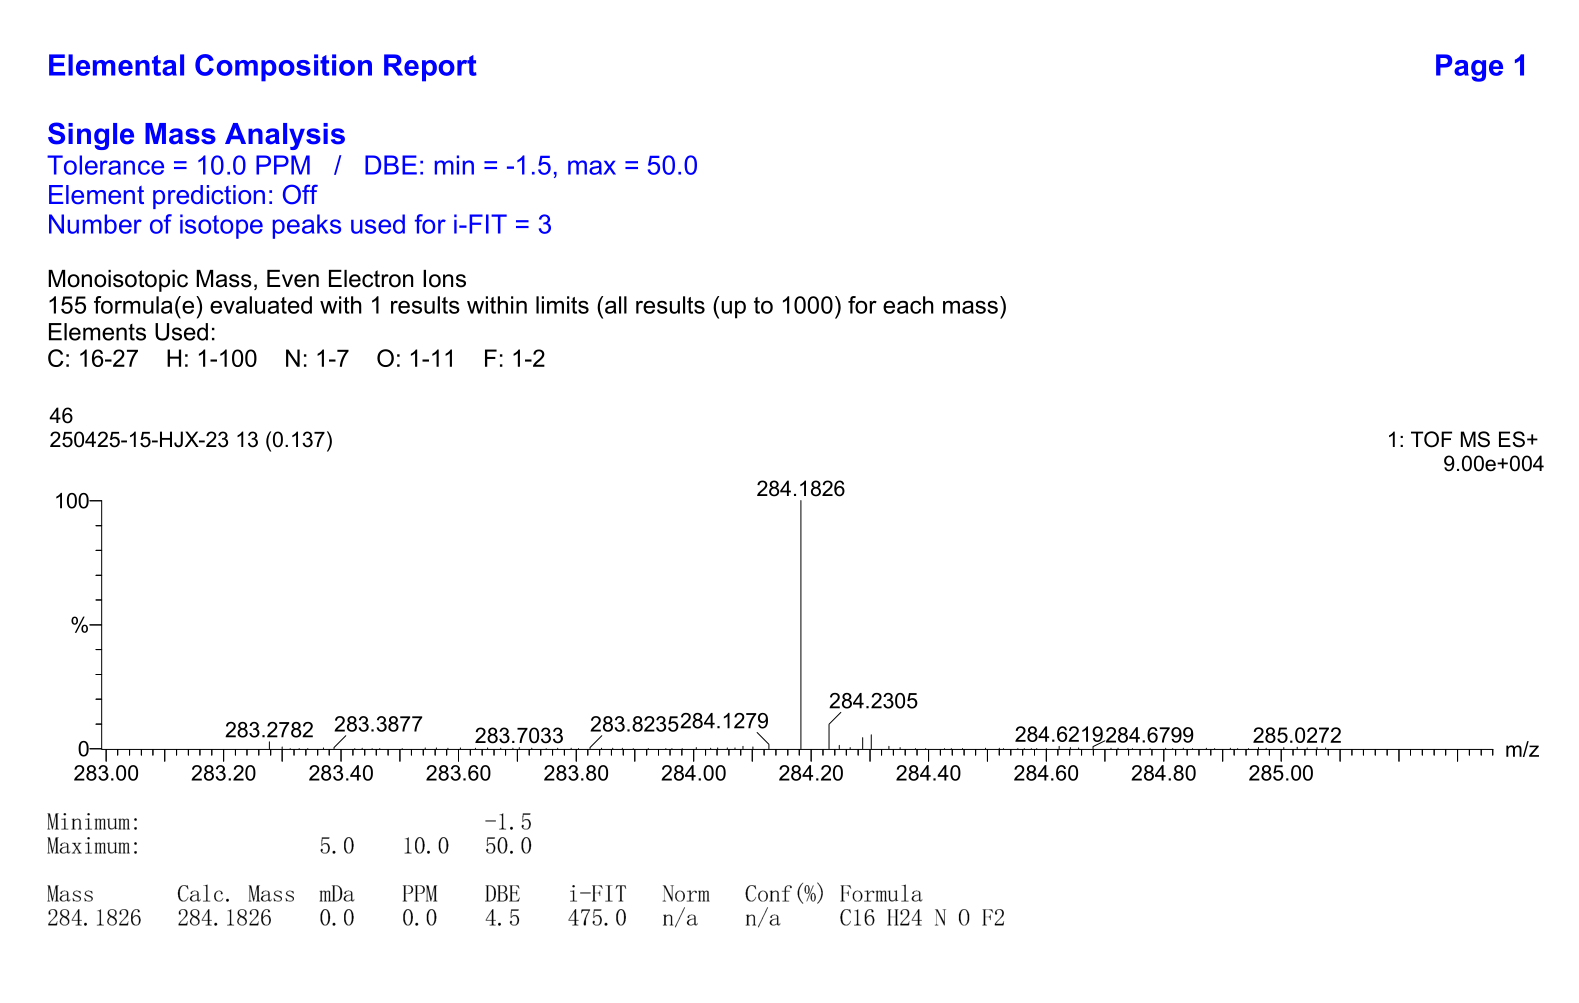 Elemental Composition Report Page 1
Single Mass Analysis
Tolerance = 10.0 PPM / DBE: min = -1.5, max = 50.0
Element prediction: Off
Number of isotope peaks used for i-FIT = 3
Monoisotopic Mass, Even Electron Ions
155 formula(e) evaluated with 1 results within limits (all results (up to 1000) for each mass)
Elements Used:
C: 16-27 H: 1-100 N: 1-7 O: 1-11 F: 1-2
46
250425-15-HJX-23 13 (0.137) 1: TOF MS ES+
9.00e+004
284.1826
100
%
284.2305
283.2782 283.3877 283.7033 283.8235 284.1279 284.6219 284.6799 285.0272
0
m/z
283.00 283.20 283.40 283.60 283.80 284.00 284.20 284.40 284.60 284.80 285.00
Minimum: -1.5
Maximum: 5.0 10.0 50.0
Mass Calc. Mass mDa PPM DBE i-FIT Norm Conf(%) Formula
284.1826 284.1826 0.0 0.0 4.5 475.0 n/a n/a C16 H24 N O F2